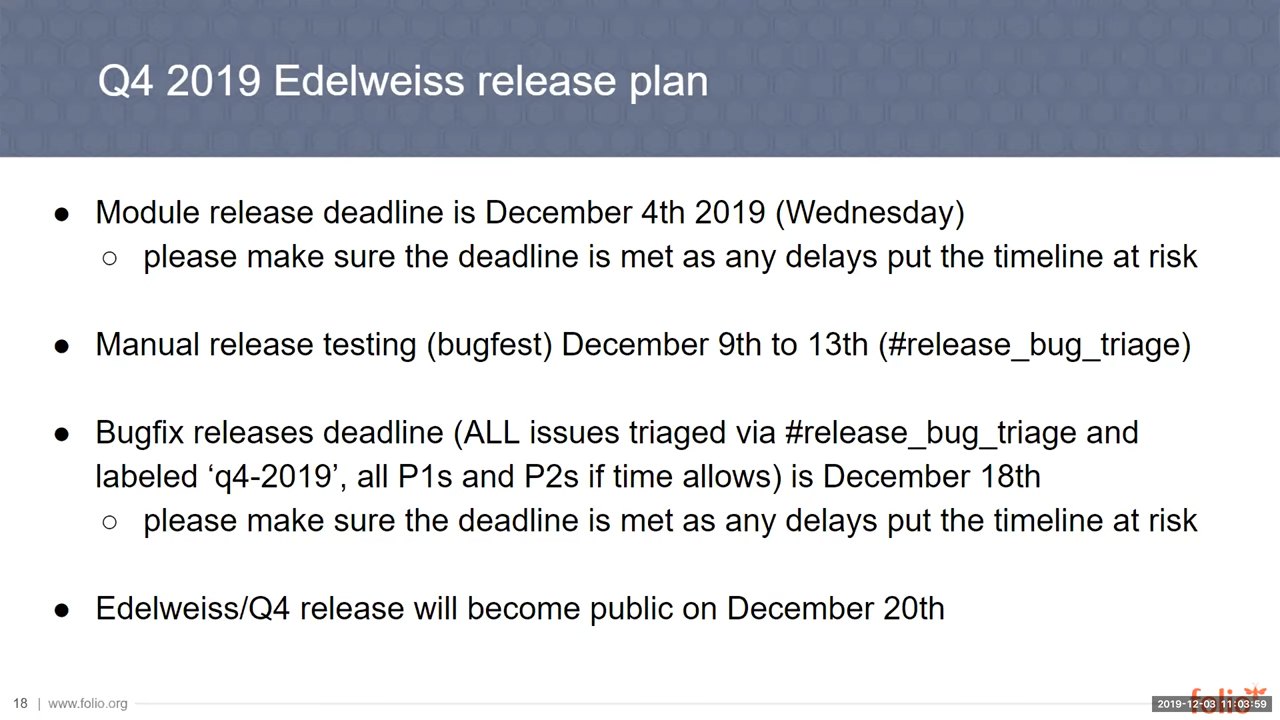 Q4 2019 Edelweiss release plan
● Module release deadline is December 4th 2019 (Wednesday)
○ please make sure the deadline is met as any delays put the timeline at risk
● Manual release testing (bugfest) December 9th to 13th (#release_bug_triage)
● Bugfix releases deadline (ALL issues triaged via #release_bug_triage and
labeled ‘q4-2019’, all P1s and P2s if time allows) is December 18th
○ please make sure the deadline is met as any delays put the timeline at risk
● Edelweiss/Q4 release will become public on December 20th
18 | www.folio.org
folio
2019-12-03 11:03:59